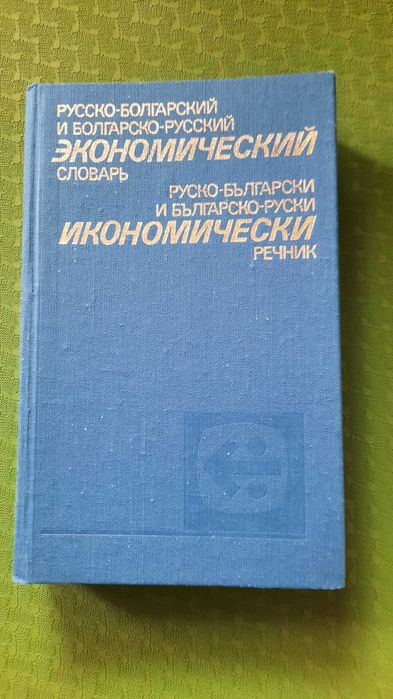 РУССКО-БОЛГАРСКИЙ
И БОЛГАРСКО-РУССКИЙ
ЭКОНОМИЧЕСКИЙ
СЛОВАРЬ
РУСКО-БЪЛГАРСКИ
И БЪЛГАРСКО-РУСКИ
ИКОНОМИЧЕСКИ
РЕЧНИК